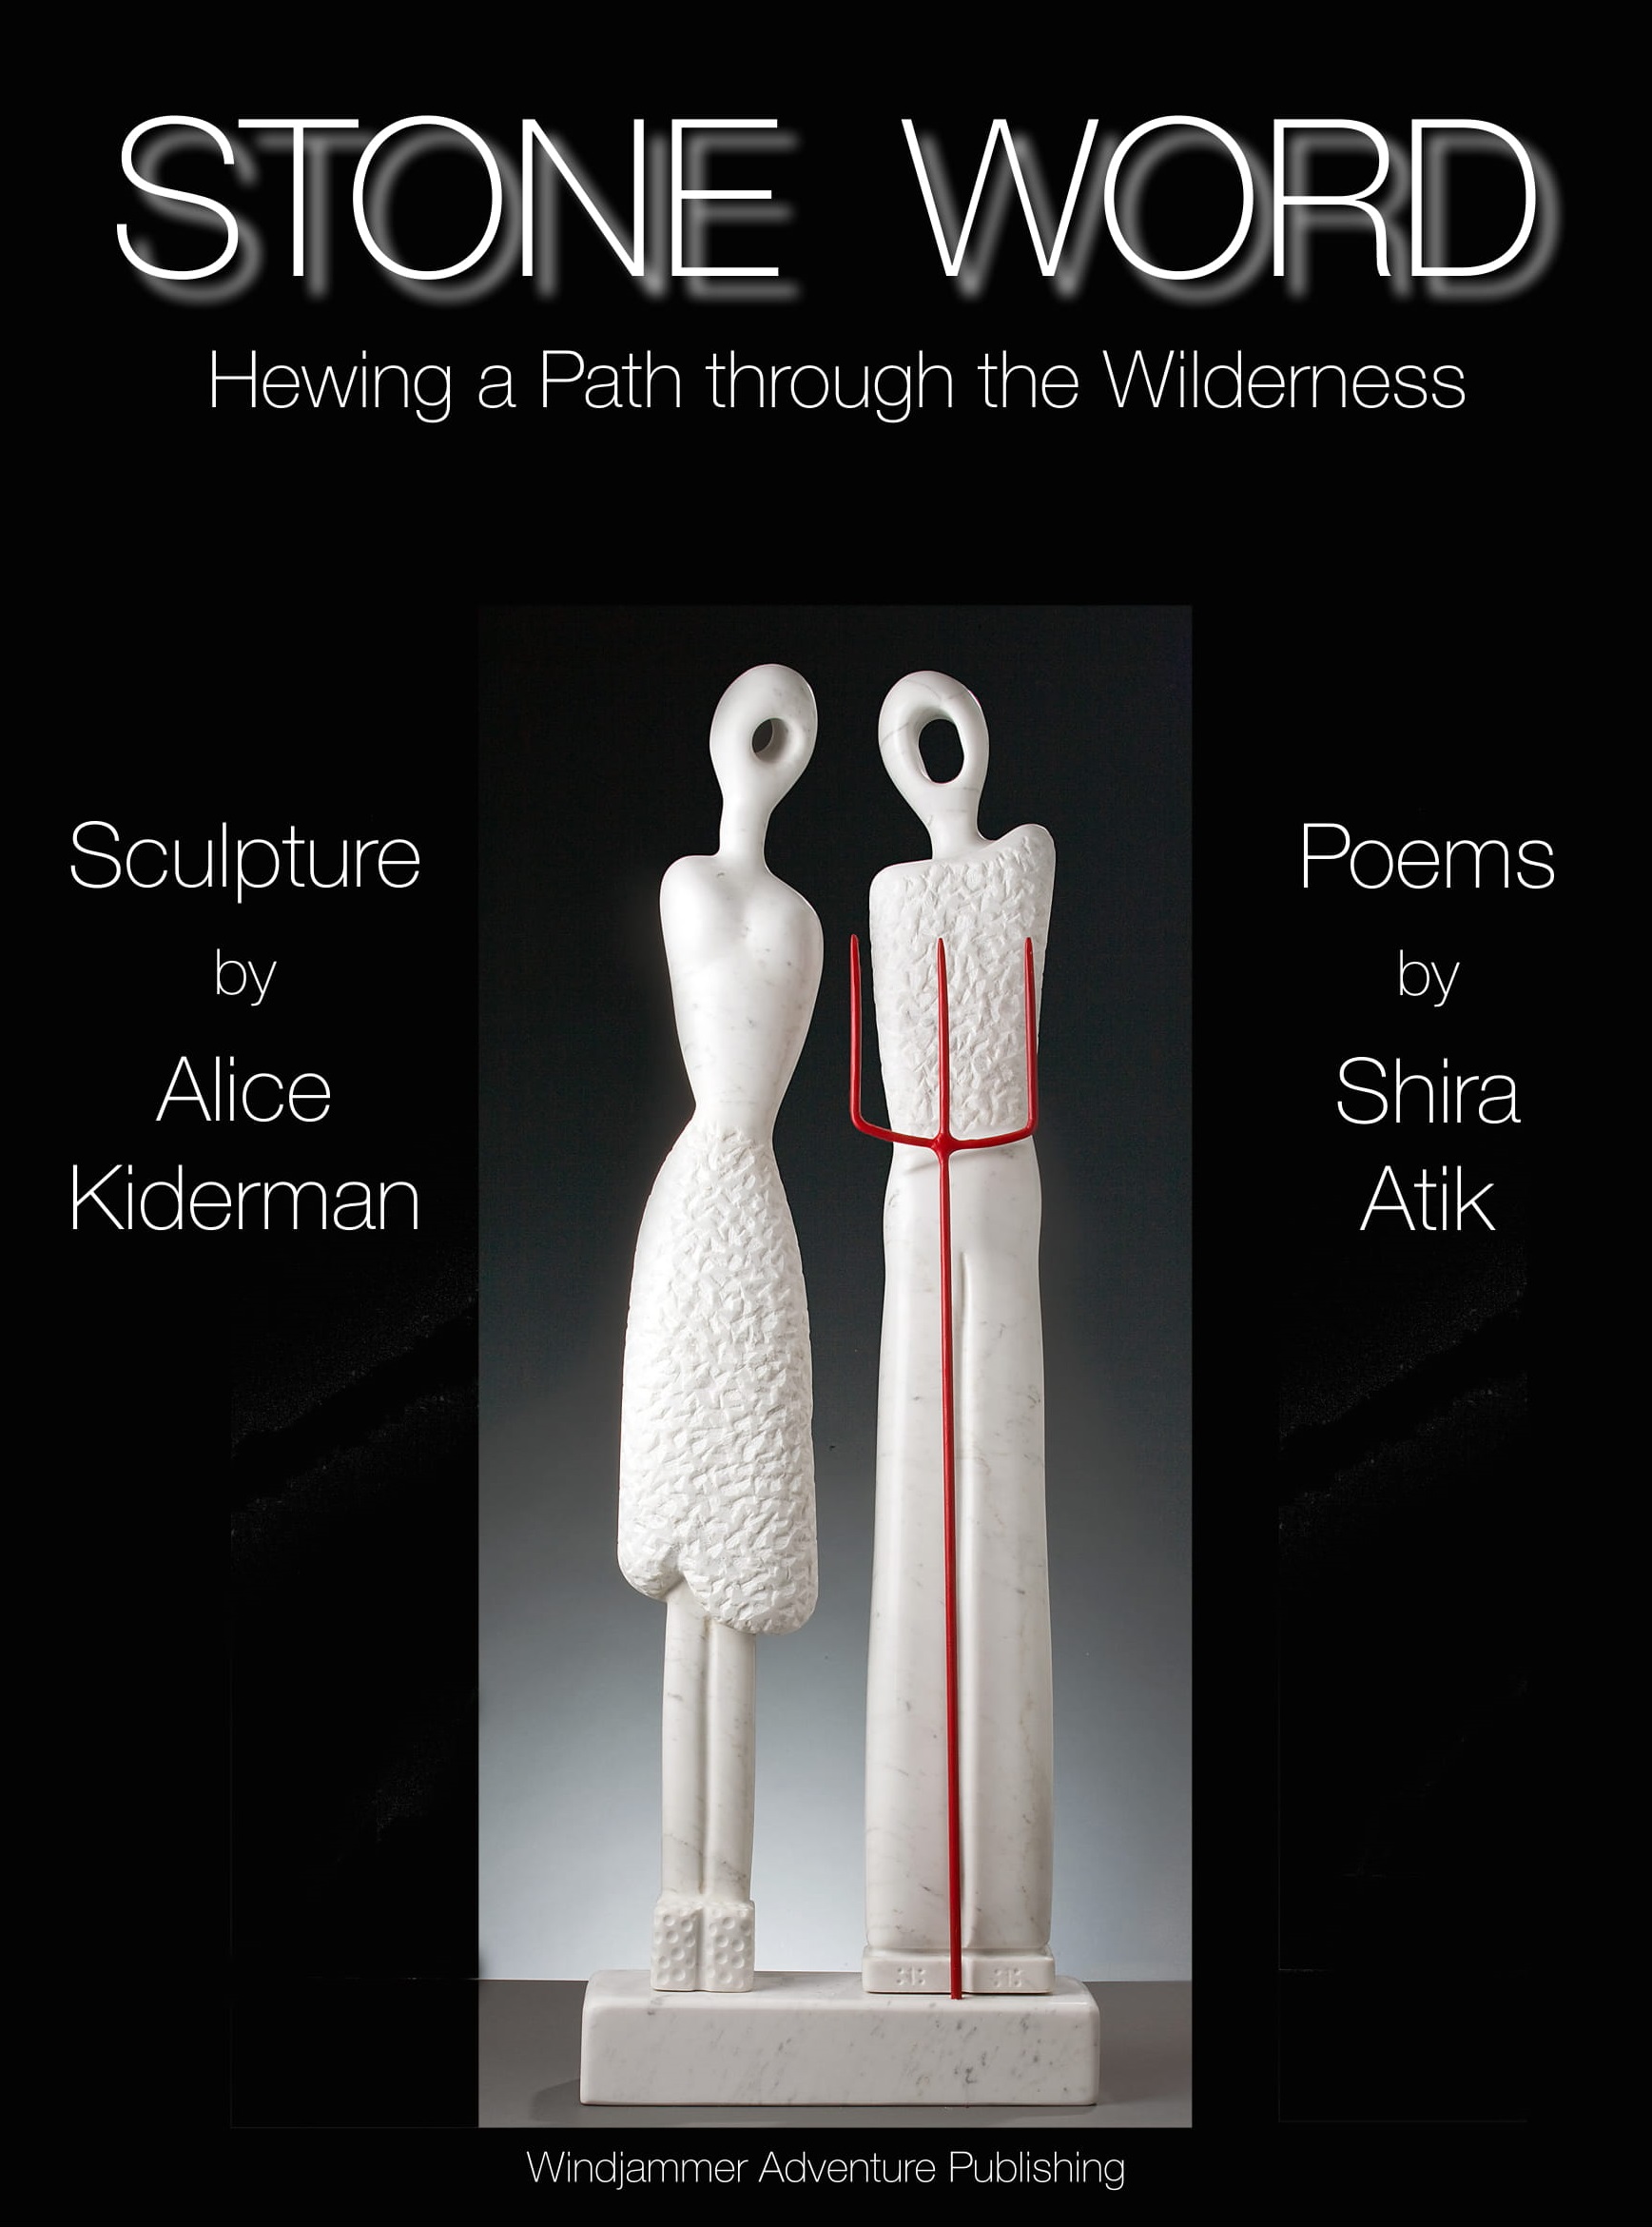 STONE WORD
Hewing a Path through the Wilderness
Sculpture
by
Alice
Kiderman
Poems
by
Shira
Atik
Windjammer Adventure Publishing